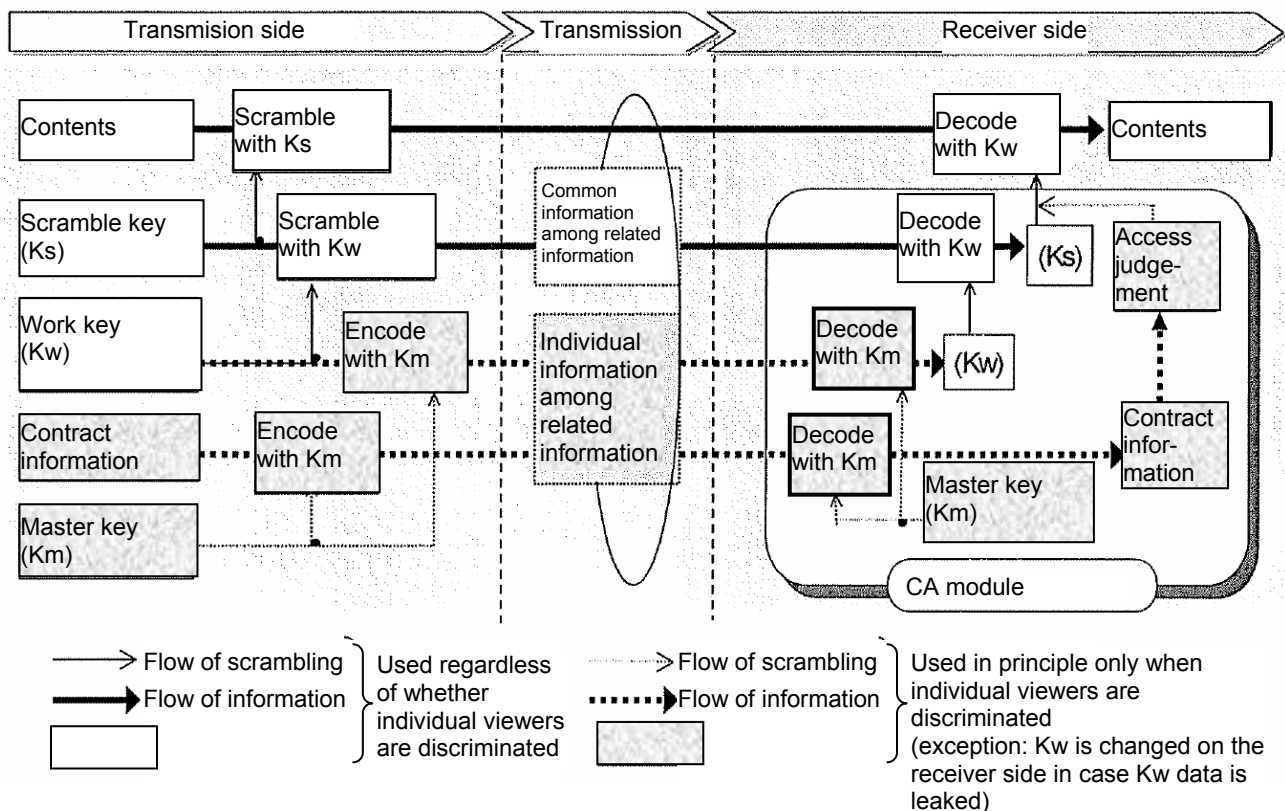 Transmision side
Transmission
Receiver side
Contents
Scramble
with Ks
Decode
with Kw
Contents
Scramble key
(Ks)
Scramble
with Kw
Common
information
among related
information
Decode
with Kw
(Ks)
Access
judge-
ment
Work key
(Kw)
Encode
with Km
Individual
information
among
related
information
Decode
with Km
(Kw)
Contract
information
Encode
with Km
Decode
with Km
Contract
infor-
mation
Master key
(Km)
Master key
(Km)
CA module
Flow of scrambling
Flow of information
Used regardless
of whether
individual viewers
are discriminated
Flow of scrambling
Flow of information
Used in principle only when
individual viewers are
discriminated
(exception: Kw is changed on the
receiver side in case Kw data is
leaked)